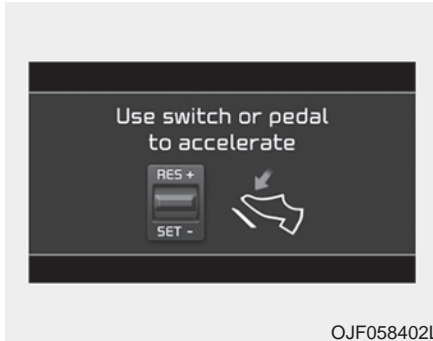 Use switch or pedal
to accelerate
RES +
SET -
OJF058402L